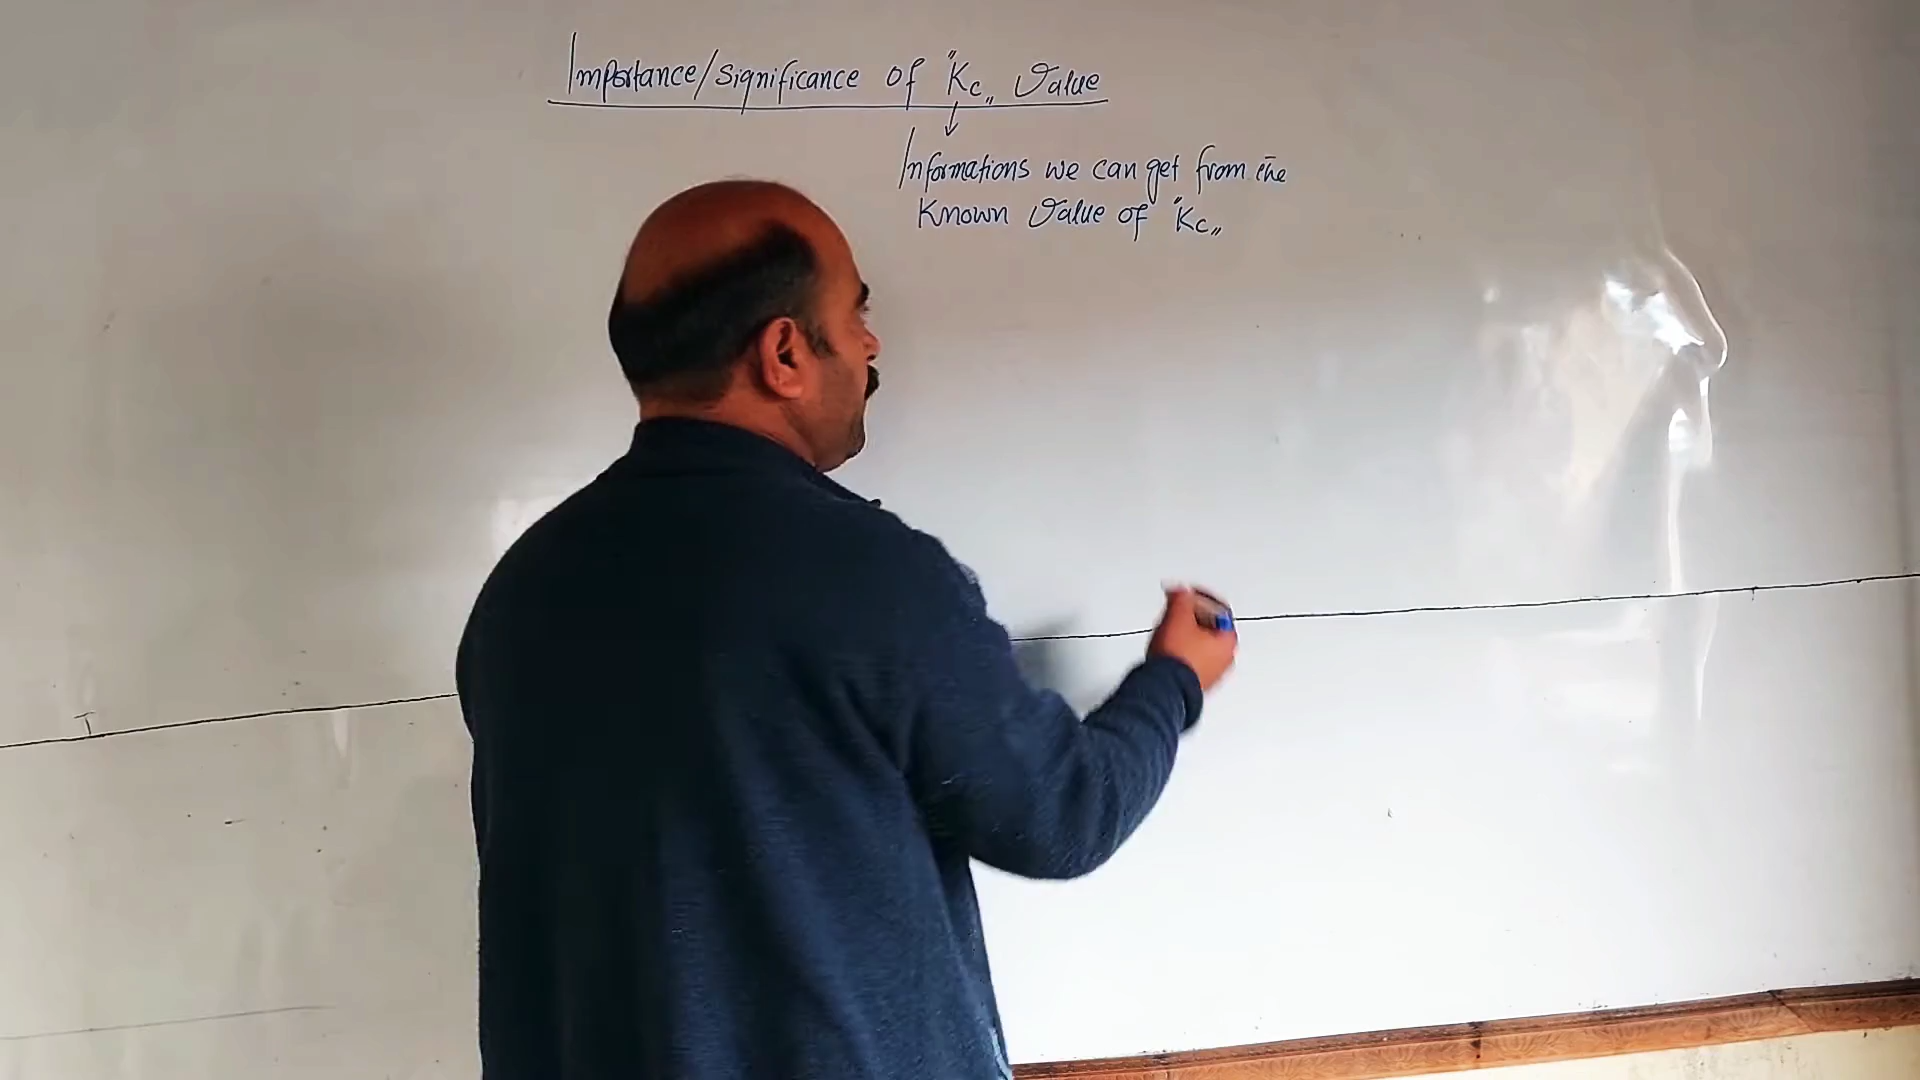 Importance/Significance of "Kc„ Value
Informations we can get from the
Known Value of "Kc„